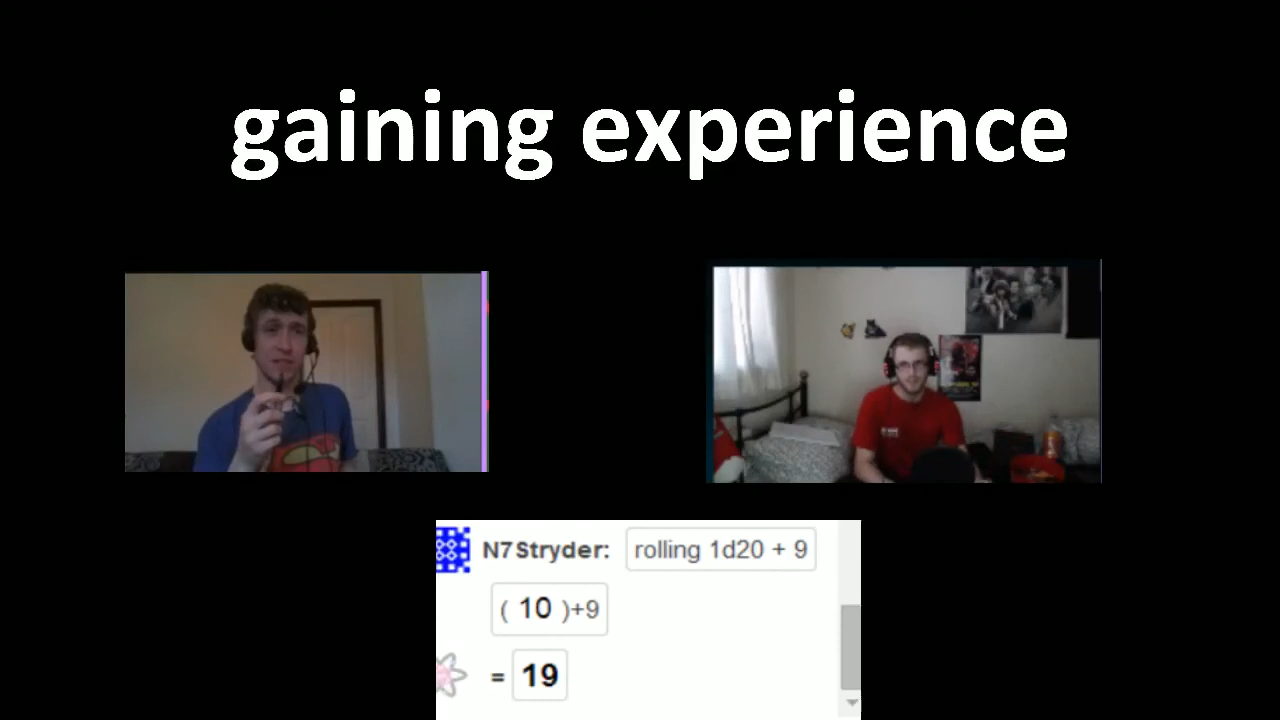 gaining experience
N7Stryder: rolling 1d20 + 9
( 10 )+9
= 19